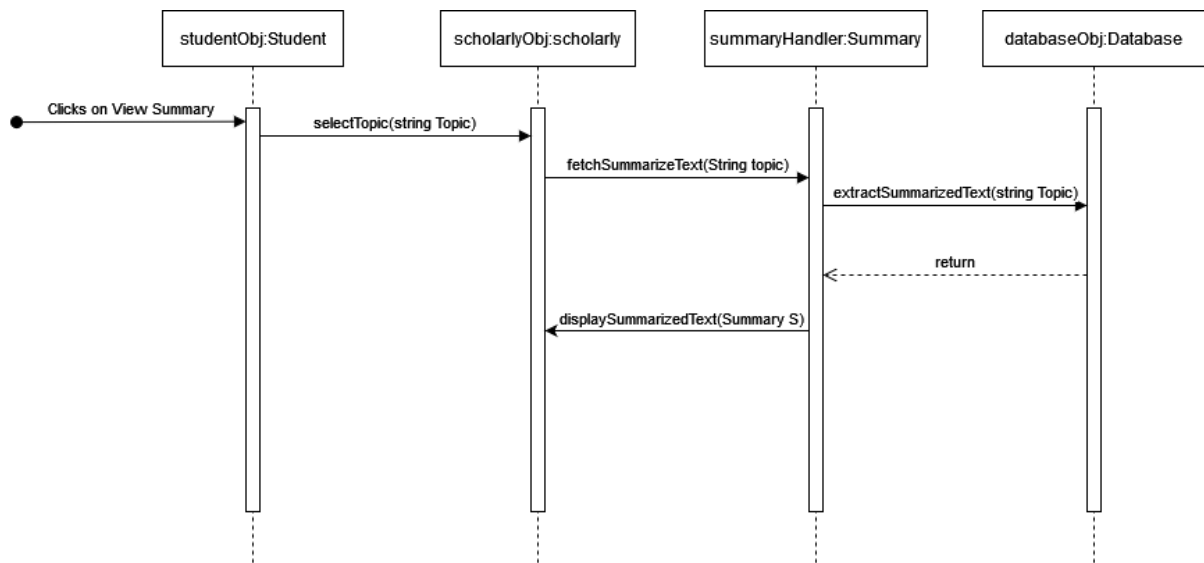 studentObj:Student
scholarlyObj:scholarly
summaryHandler:Summary
databaseObj:Database
Clicks on View Summary
selectTopic(string Topic)
fetchSummarizeText(String topic)
extractSummarizedText(string Topic)
return
displaySummarizedText(Summary S)